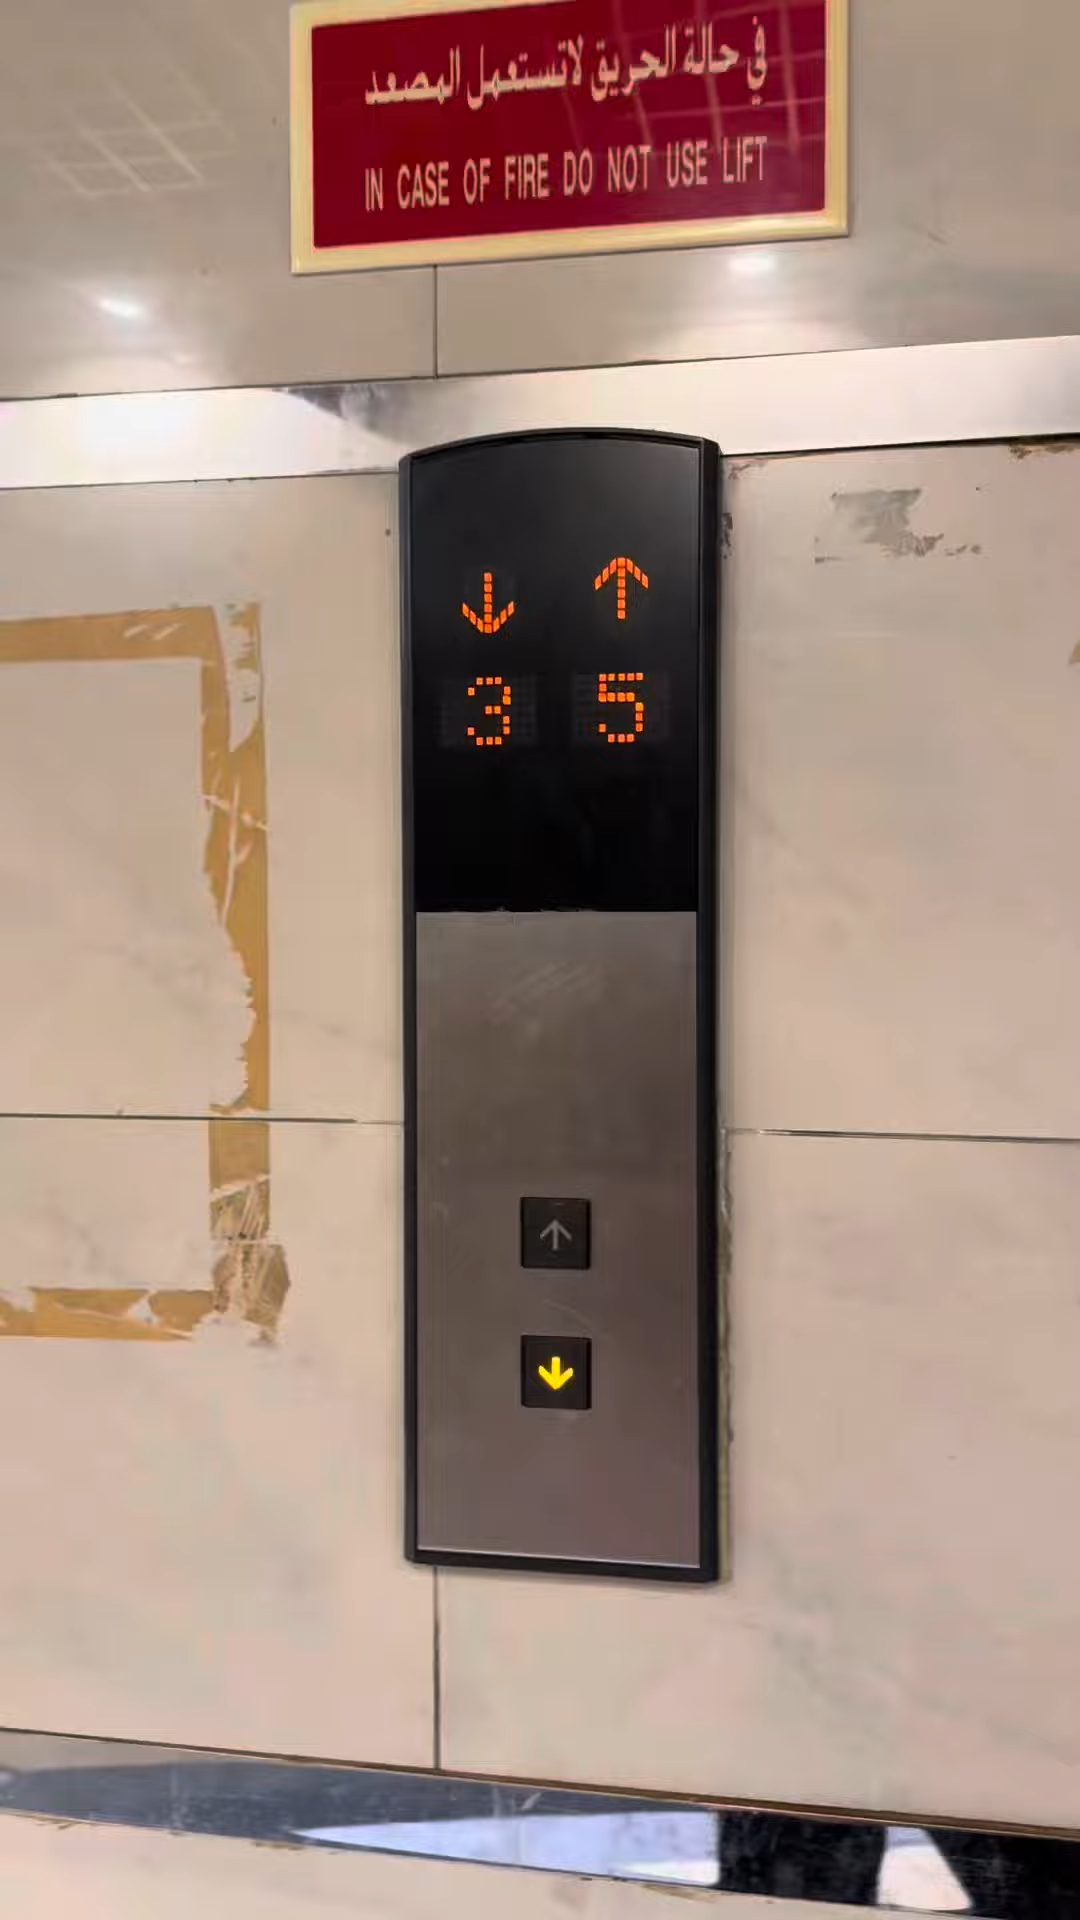 في حالة الحريق لاتستعمل المصعد
IN CASE OF FIRE DO NOT USE LIFT
↓ ↑
3 5